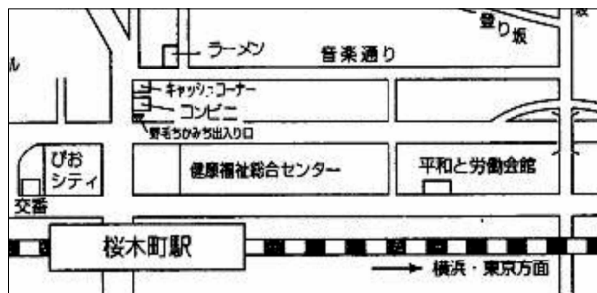 登り坂
ラーメン
音楽通り
ル
キャッシュコーナー
コンビニ
野毛ちかみち出入り口
ぴお
シティ
健康福祉総合センター
平和と労働会館
交番
桜木町駅
横浜・東京方面